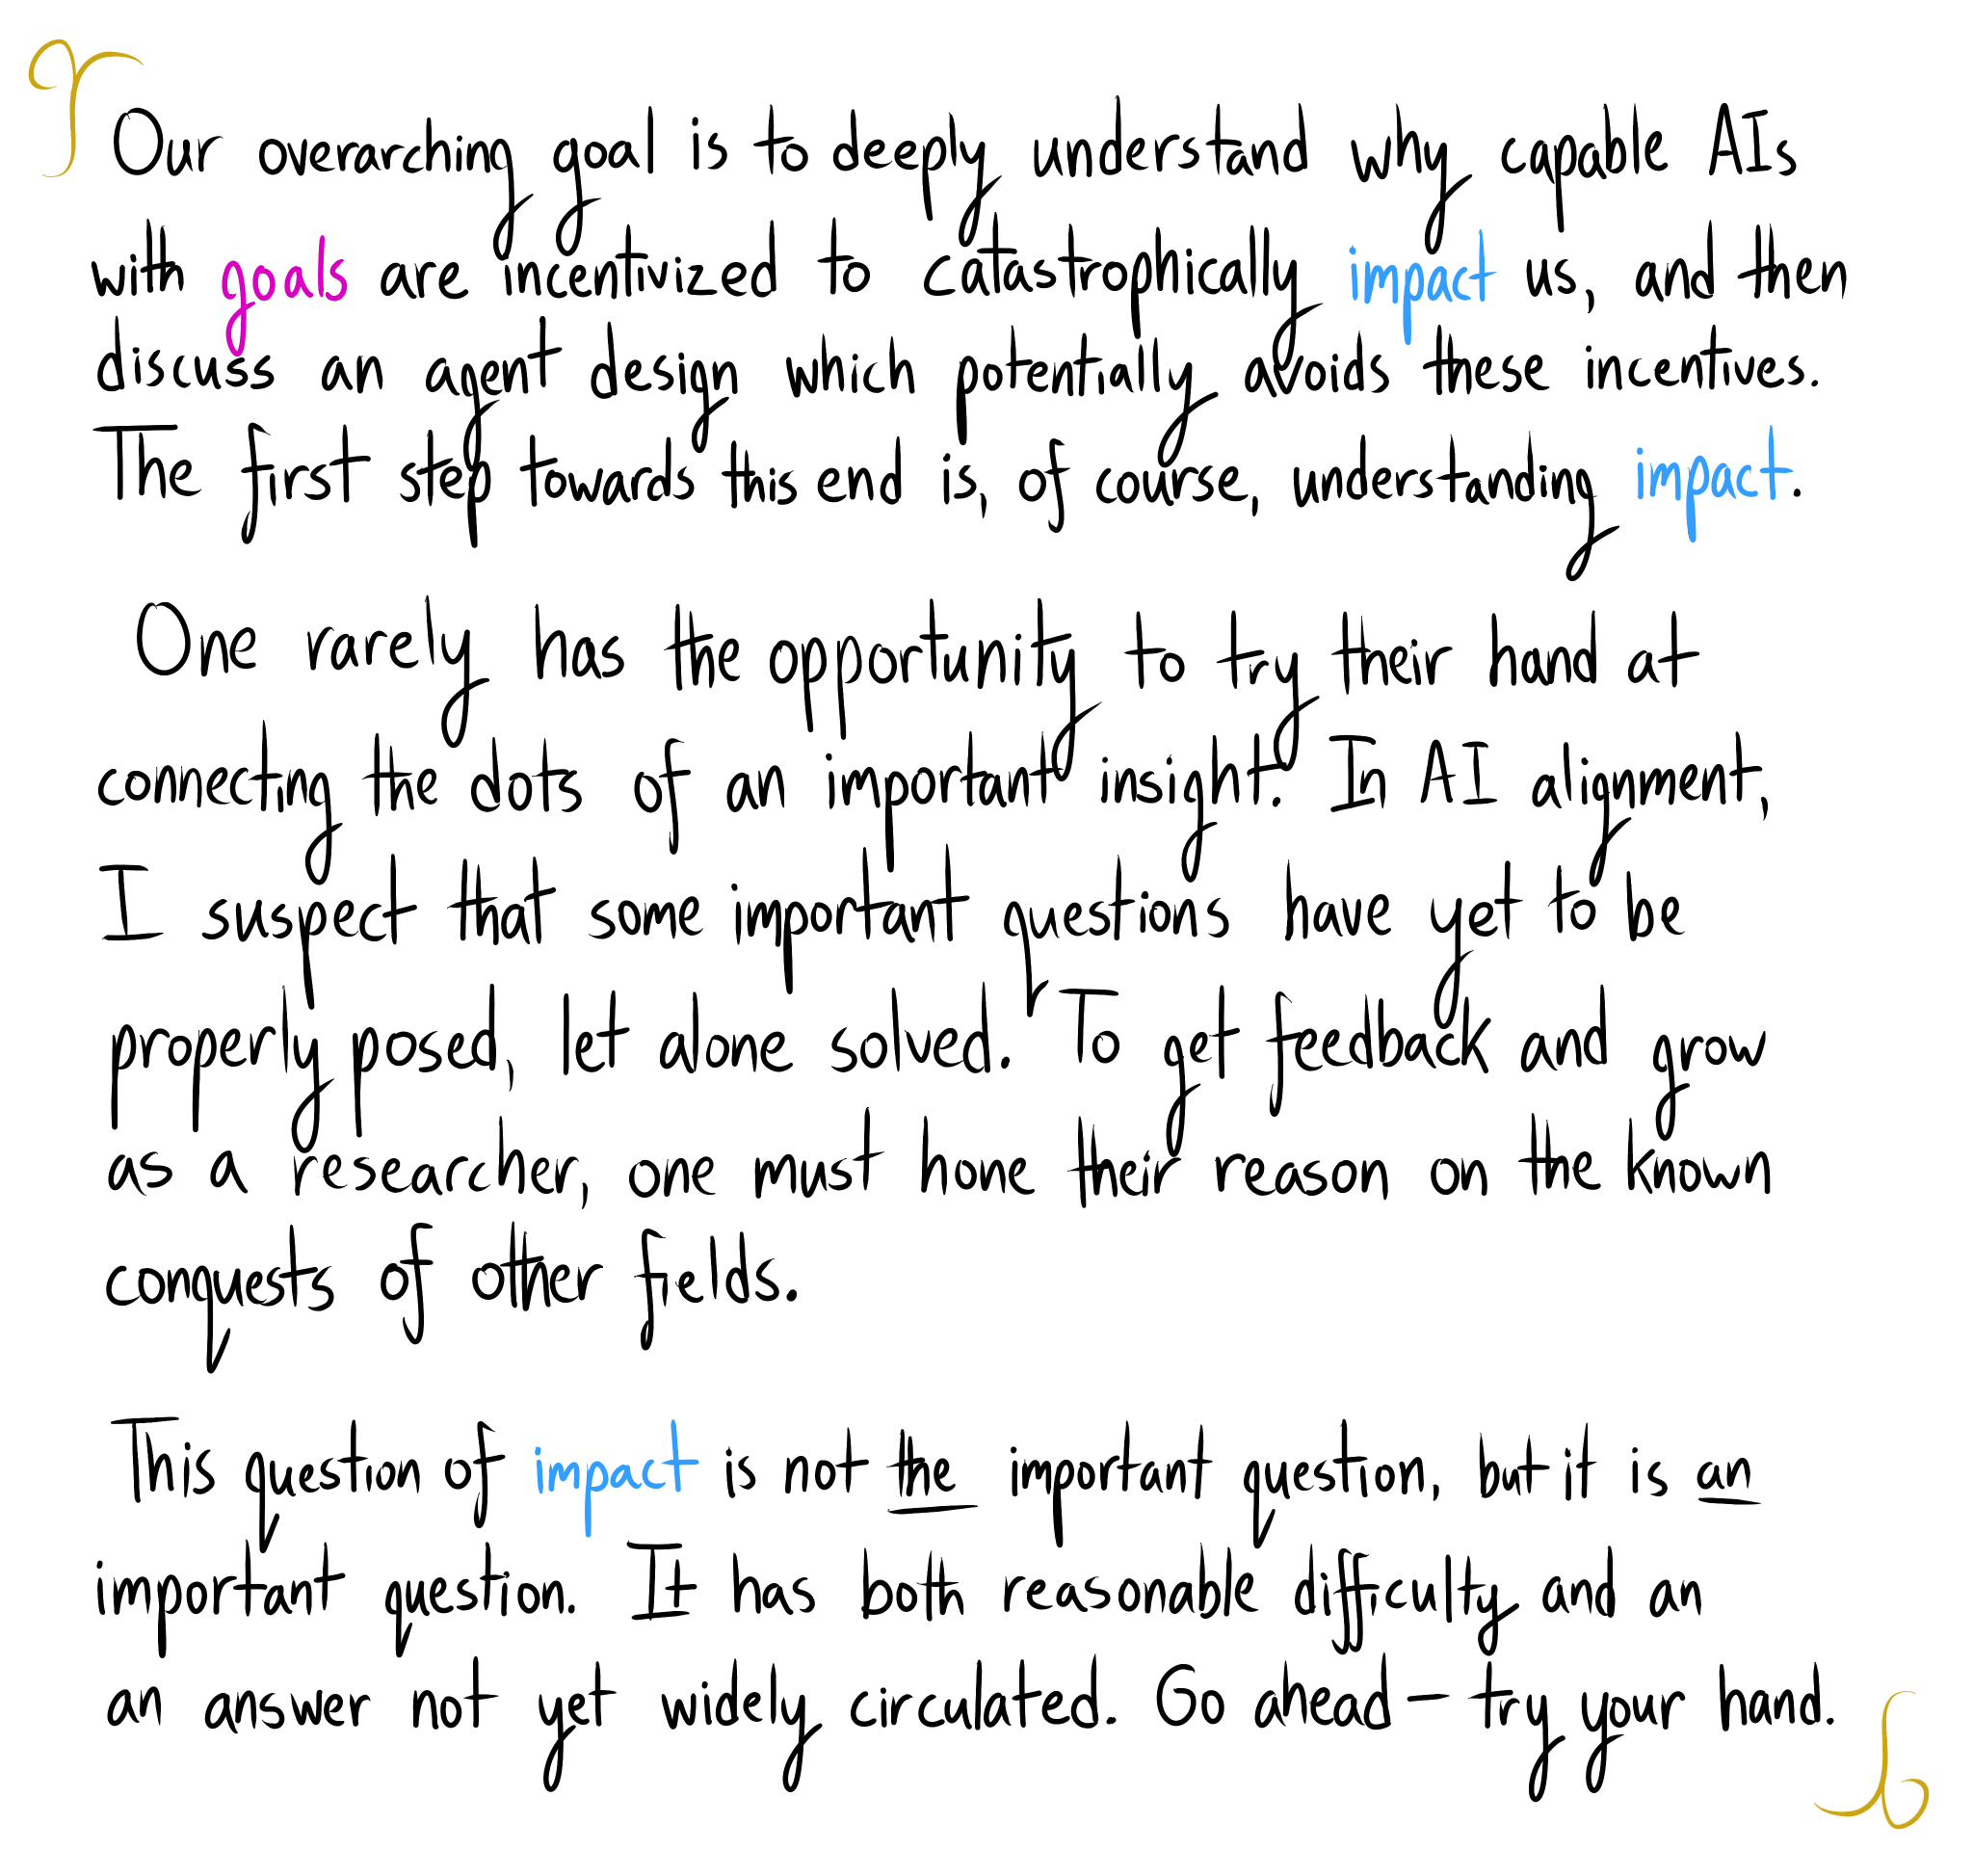 Our overarching goal is to deeply understand why capable AIs
with goals are incentivized to catastrophically impact us, and then
discuss an agent design which potentially avoids these incentives.
The first step towards this end is, of course, understanding impact.
One rarely has the opportunity to try their hand at
connecting the dots of an important insight. In AI alignment,
I suspect that some important questions have yet to be
properly posed, let alone solved. To get feedback and grow
as a researcher, one must hone their reason on the known
conquests of other fields.
This question of impact is not the important question, but it is an
important question. It has both reasonable difficulty and an
an answer not yet widely circulated. Go ahead – try your hand.